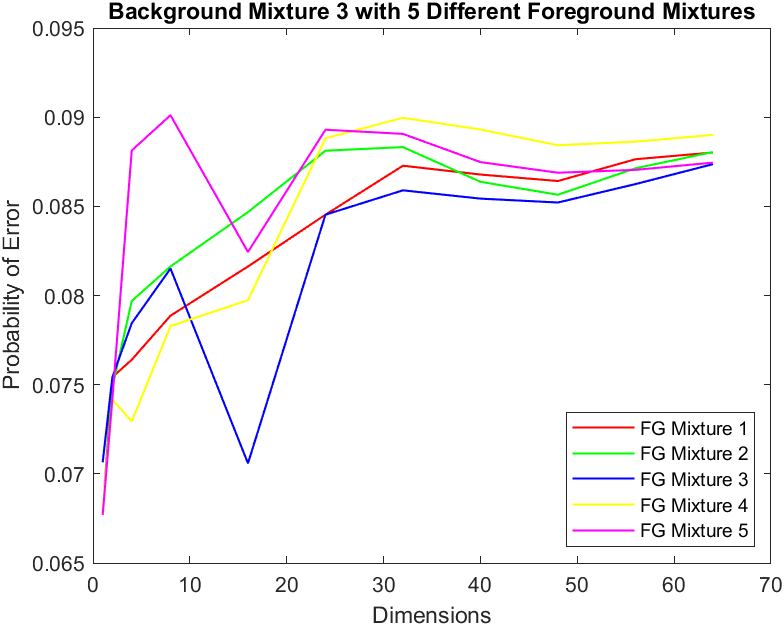 Background Mixture 3 with 5 Different Foreground Mixtures
0.095
0.09
0.085
0.08
0.075
0.07
0.065
Probability of Error
0 10 20 30 40 50 60 70
Dimensions
FG Mixture 1
FG Mixture 2
FG Mixture 3
FG Mixture 4
FG Mixture 5